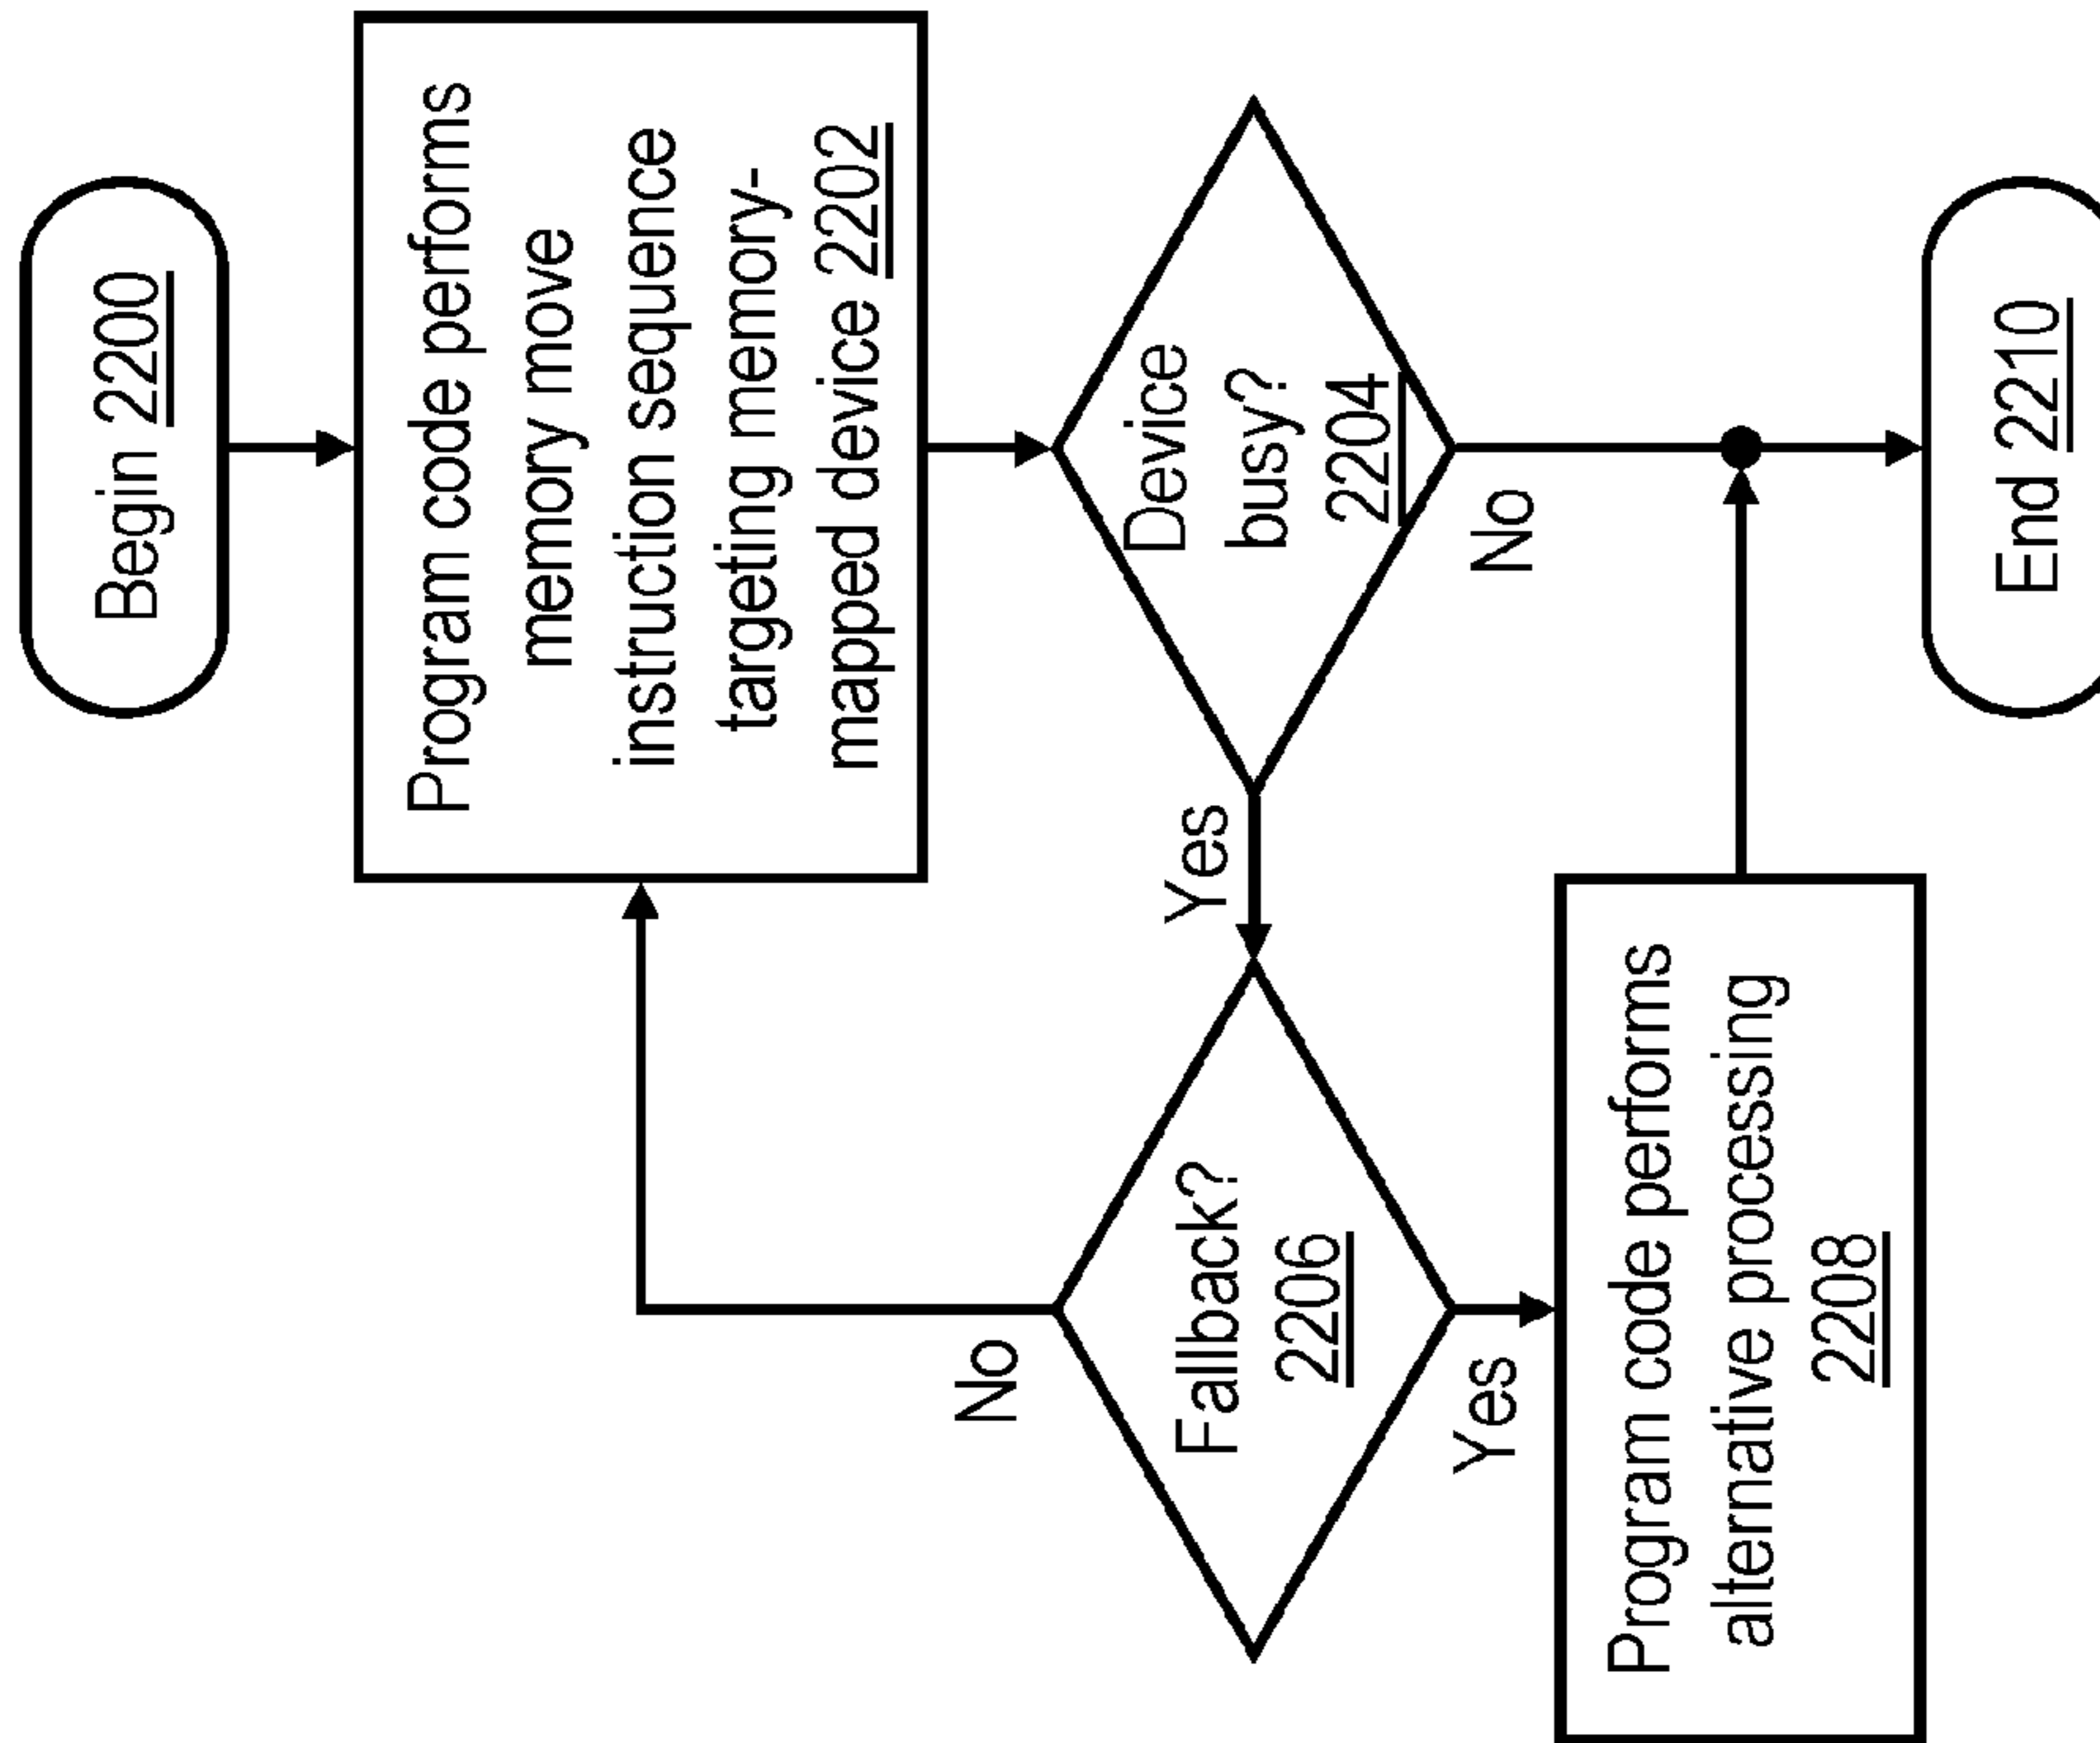 Begin 2200
Program code performs
memory move
instruction sequence
targeting memory-
mapped device 2202
Device
busy?
2204
Yes
No
Fallback?
2206
No
Yes
Program code performs
alternative processing
2208
End 2210